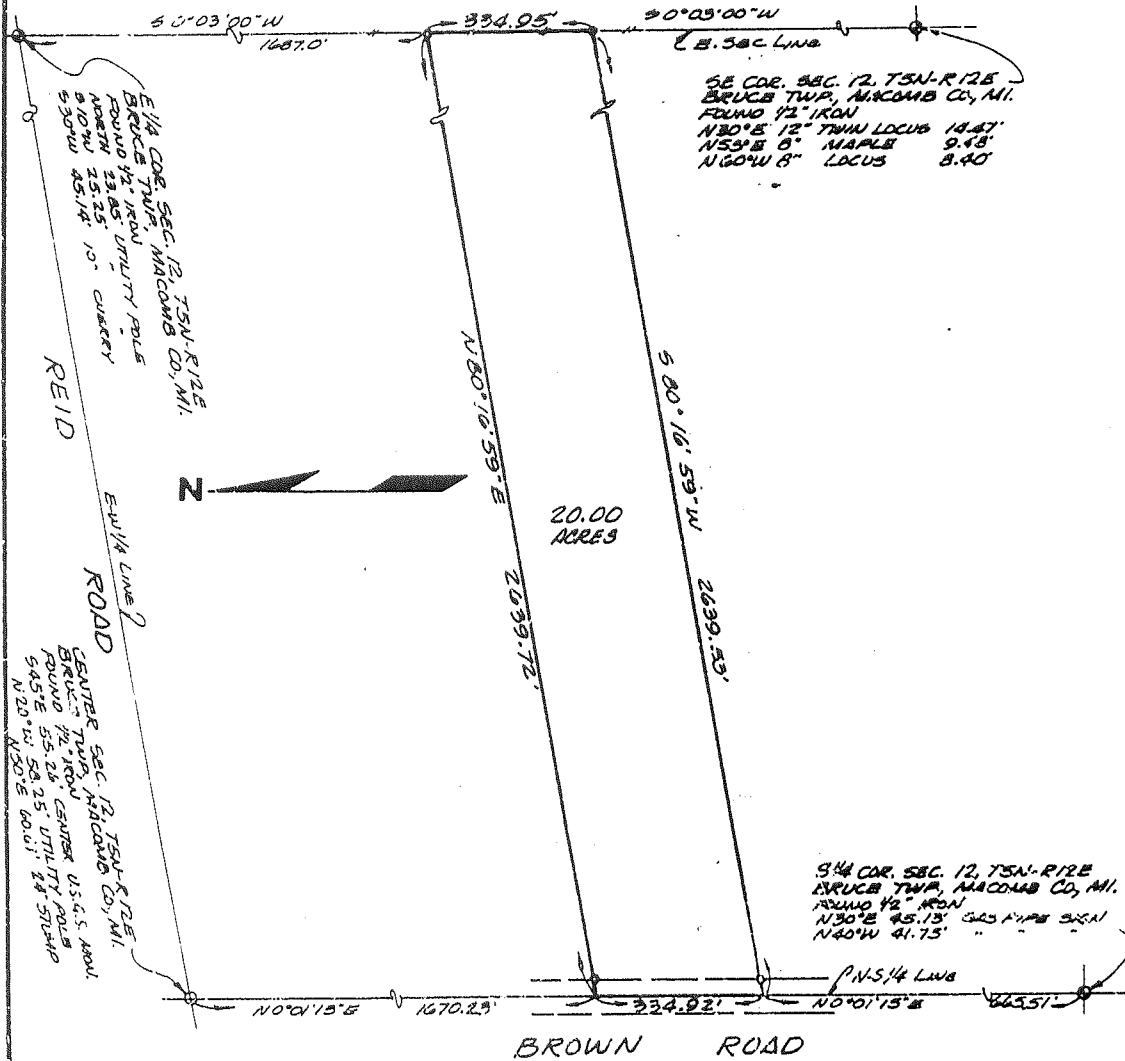 S 0°03'00" W
1687.0'
334.95'
S 0°03'00" W
E. SEC LINE
SE COR. SEC. 12, T5N-R12E
BRUCE TWP., MACOMB CO., MI.
FOUND 1/2" IRON
N30°E 12" TWIN LOCUS 14.47'
8" MAPLE
N60°W 8" LOCUS 8.40'
E 1/4 COR. SEC. 12, T5N-R12E
BRUCE TWP., MACOMB CO., MI.
FOUND 1/2" IRON
NORTH 23.85' UTILITY POLE
S10°W 25.25' " "
S30°W 45.14' 10" CHERRY
REID
ROAD
E-W 1/4 LINE
N
N 80°16'59" E
2639.72'
20.00
ACRES
S 80°16'59" W
2639.53'
CENTER SEC. 12, T5N-R12E
BRUCE TWP., MACOMB CO., MI.
FOUND 1/2" IRON
S45°E 55.26' CENTER U.S.G.S. MON.
N20°W 58.25' UTILITY POLE
N50°E 60.61' 24" STUMP
S 1/4 COR. SEC. 12, T5N-R12E
BRUCE TWP., MACOMB CO., MI.
FOUND 1/2" IRON
N30°E 45.13' GAS PIPE SIGN
N40°W 41.75' " " "
N-S 1/4 LINE
N 0°01'15" E
1670.23'
334.92'
N 0°01'15" E
665.51'
BROWN ROAD